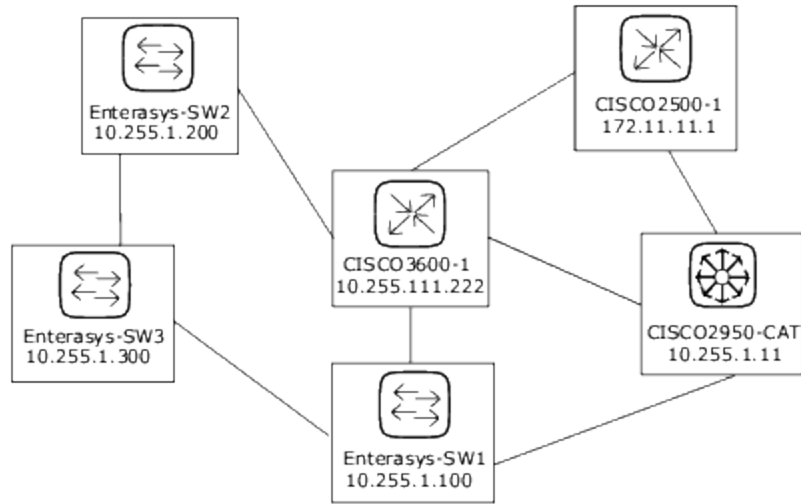 Enterasys-SW2
10.255.1.200
CISCO2500-1
172.11.11.1
CISCO3600-1
10.255.111.222
Enterasys-SW3
10.255.1.300
CISCO2950-CAT
10.255.1.11
Enterasys-SW1
10.255.1.100